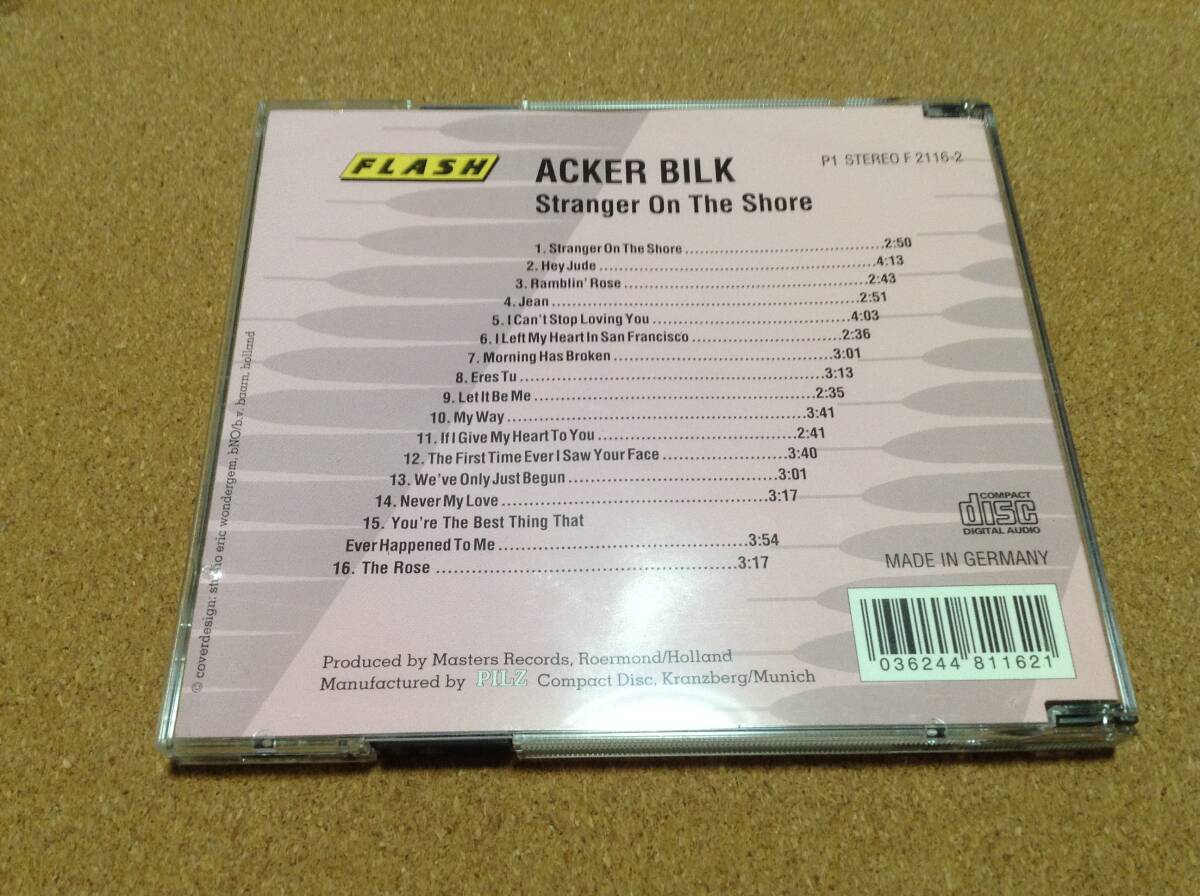 FLASH
ACKER BILK
P1 STEREO F 2116-2
Stranger On The Shore
1. Stranger On The Shore 2:50
2. Hey Jude 4:13
3. Ramblin' Rose 2:43
4. Jean 2:51
5. I Can't Stop Loving You 4:03
6. I Left My Heart In San Francisco 2:36
7. Morning Has Broken 3:01
8. Eres Tu 3:13
9. Let It Be Me 2:35
10. My Way 3:41
11. If I Give My Heart To You 2:41
12. The First Time Ever I Saw Your Face 3:40
13. We've Only Just Begun 3:01
14. Never My Love 3:17
15. You're The Best Thing That
Ever Happened To Me 3:54
16. The Rose 3:17
COMPACT
disc
DIGITAL AUDIO
MADE IN GERMANY
036244 811621
Produced by Masters Records, Roermond/Holland
Manufactured by PILZ Compact Disc, Kranzberg/Munich
© coverdesign: studio eric wondergem, bNO/b.v. baarn, holland